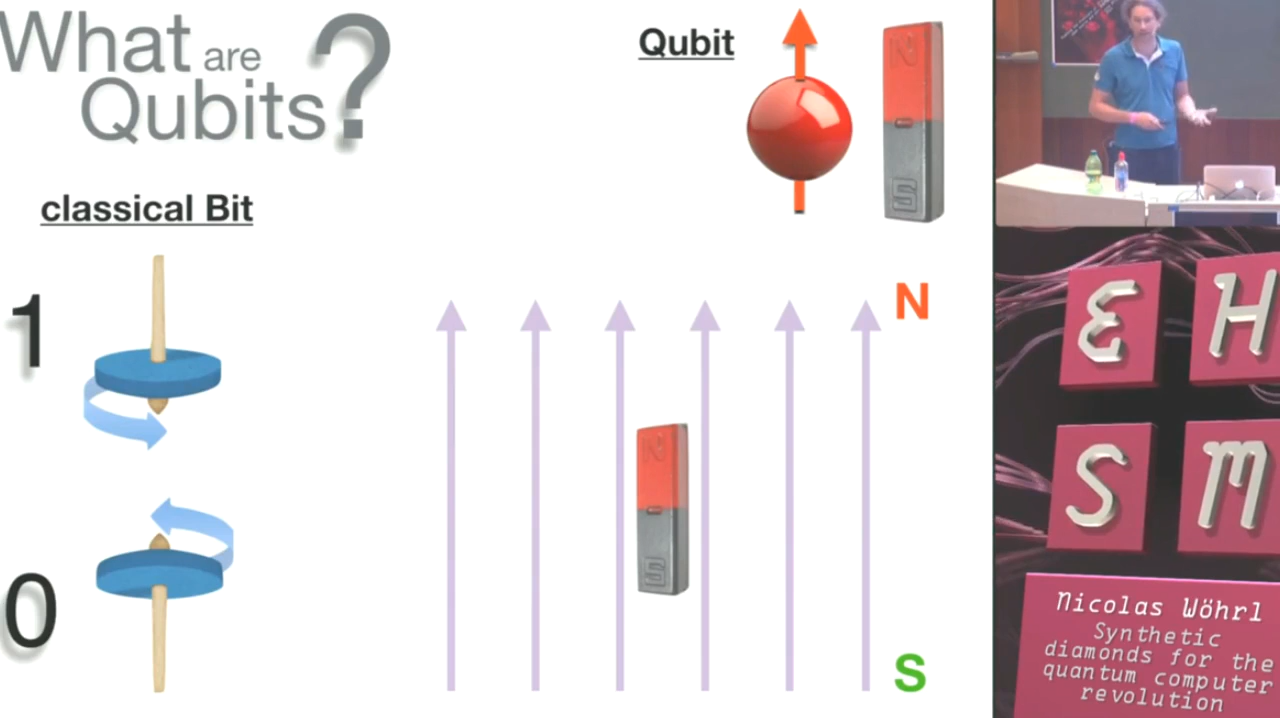 What are
Qubits?
Qubit
N
S
classical Bit
1
0
N
S
N
S
E H
S M
Nicolas Wöhrl
Synthetic
diamonds for the
quantum computer
revolution